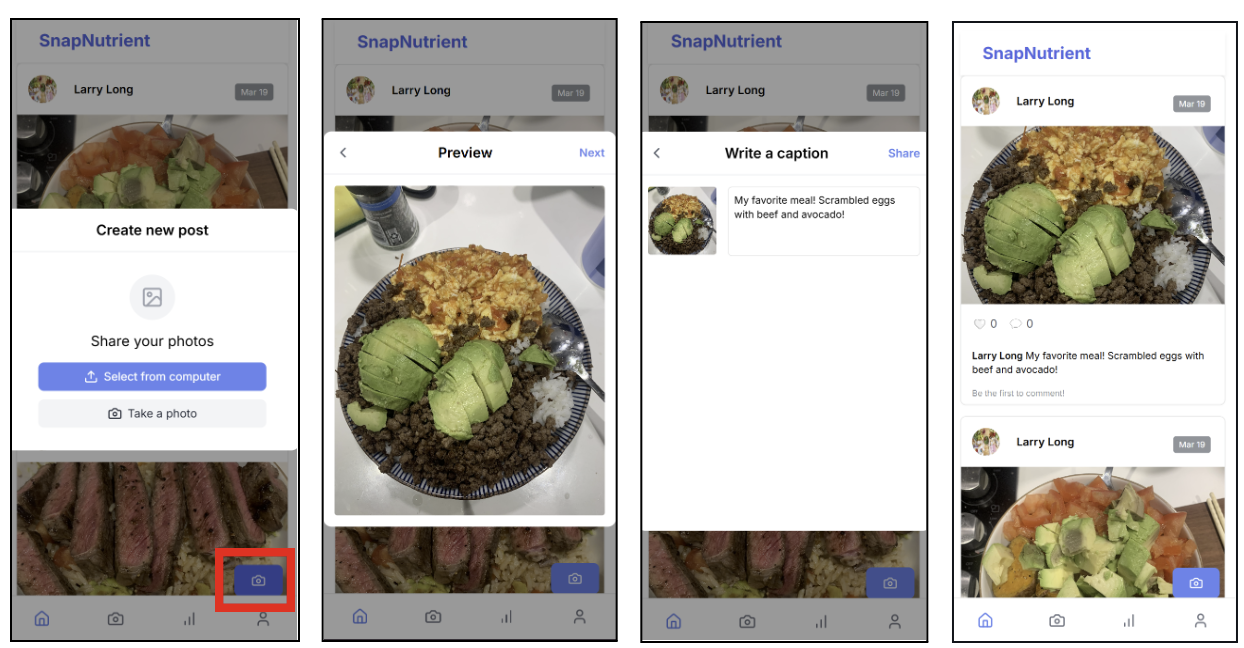 SnapNutrient
Larry Long
Mar 19
Create new post
Share your photos
Select from computer
Take a photo
SnapNutrient
Larry Long
Mar 19
Preview
Next
SnapNutrient
Larry Long
Mar 19
Write a caption
Share
My favorite meal! Scrambled eggs
with beef and avocado!
SnapNutrient
Larry Long
Mar 19
0
0
Larry Long My favorite meal! Scrambled eggs with
beef and avocado!
Be the first to comment!
Larry Long
Mar 19